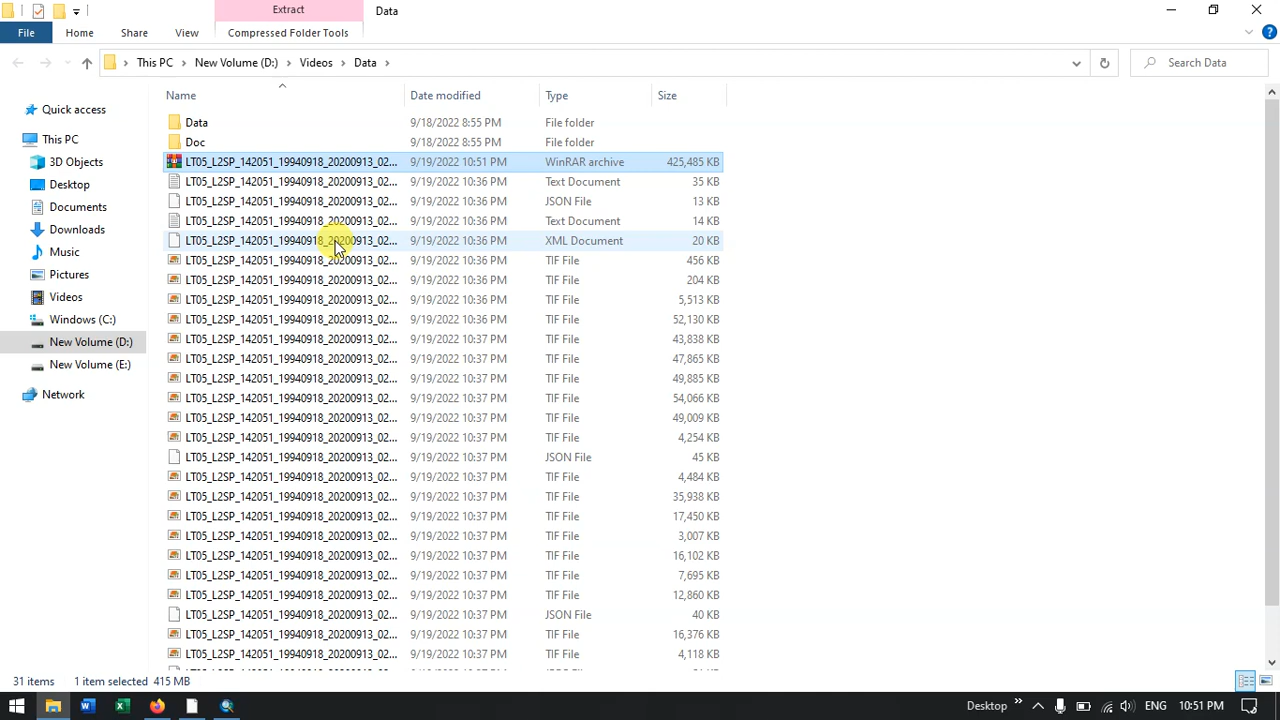 Extract
Data
File
Home
Share
View
Compressed Folder Tools
This PC
New Volume (D:)
Videos
Data
Search Data
Name
Date modified
Type
Size
Quick access
This PC
3D Objects
Desktop
Documents
Downloads
Music
Pictures
Videos
Windows (C:)
New Volume (D:)
New Volume (E:)
Network
Data 9/18/2022 8:55 PM File folder
Doc 9/18/2022 8:55 PM File folder
LT05_L2SP_142051_19940918_20200913_02... 9/19/2022 10:51 PM WinRAR archive 425,485 KB
LT05_L2SP_142051_19940918_20200913_02... 9/19/2022 10:36 PM Text Document 35 KB
LT05_L2SP_142051_19940918_20200913_02... 9/19/2022 10:36 PM JSON File 13 KB
LT05_L2SP_142051_19940918_20200913_02... 9/19/2022 10:36 PM Text Document 14 KB
LT05_L2SP_142051_19940918_20200913_02... 9/19/2022 10:36 PM XML Document 20 KB
LT05_L2SP_142051_19940918_20200913_02... 9/19/2022 10:36 PM TIF File 456 KB
LT05_L2SP_142051_19940918_20200913_02... 9/19/2022 10:36 PM TIF File 204 KB
LT05_L2SP_142051_19940918_20200913_02... 9/19/2022 10:36 PM TIF File 5,513 KB
LT05_L2SP_142051_19940918_20200913_02... 9/19/2022 10:36 PM TIF File 52,130 KB
LT05_L2SP_142051_19940918_20200913_02... 9/19/2022 10:37 PM TIF File 43,838 KB
LT05_L2SP_142051_19940918_20200913_02... 9/19/2022 10:37 PM TIF File 47,865 KB
LT05_L2SP_142051_19940918_20200913_02... 9/19/2022 10:37 PM TIF File 49,885 KB
LT05_L2SP_142051_19940918_20200913_02... 9/19/2022 10:37 PM TIF File 54,066 KB
LT05_L2SP_142051_19940918_20200913_02... 9/19/2022 10:37 PM TIF File 49,009 KB
LT05_L2SP_142051_19940918_20200913_02... 9/19/2022 10:37 PM TIF File 4,254 KB
LT05_L2SP_142051_19940918_20200913_02... 9/19/2022 10:37 PM JSON File 45 KB
LT05_L2SP_142051_19940918_20200913_02... 9/19/2022 10:37 PM TIF File 4,484 KB
LT05_L2SP_142051_19940918_20200913_02... 9/19/2022 10:37 PM TIF File 35,938 KB
LT05_L2SP_142051_19940918_20200913_02... 9/19/2022 10:37 PM TIF File 17,450 KB
LT05_L2SP_142051_19940918_20200913_02... 9/19/2022 10:37 PM TIF File 3,007 KB
LT05_L2SP_142051_19940918_20200913_02... 9/19/2022 10:37 PM TIF File 16,102 KB
LT05_L2SP_142051_19940918_20200913_02... 9/19/2022 10:37 PM TIF File 7,695 KB
LT05_L2SP_142051_19940918_20200913_02... 9/19/2022 10:37 PM TIF File 12,860 KB
LT05_L2SP_142051_19940918_20200913_02... 9/19/2022 10:37 PM JSON File 40 KB
LT05_L2SP_142051_19940918_20200913_02... 9/19/2022 10:37 PM TIF File 16,376 KB
LT05_L2SP_142051_19940918_20200913_02... 9/19/2022 10:37 PM TIF File 4,118 KB
31 items 1 item selected 415 MB
Desktop
ENG
10:51 PM